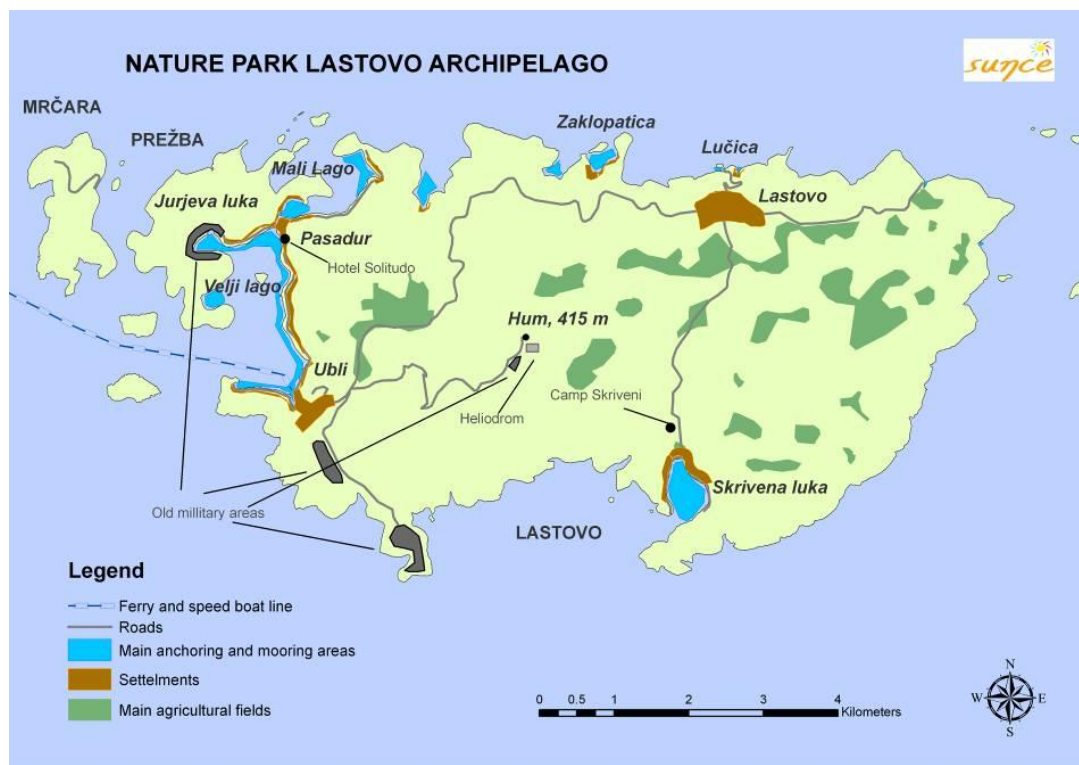 NATURE PARK LASTOVO ARCHIPELAGO
sunce
MRČARA
PREŽBA
Zaklopatica
Lučica
Mali Lago
Jurjeva luka
Lastovo
Pasadur
Hotel Solitudo
Velji lago
Hum, 415 m
Ubli
Camp Skriveni
Heliodrom
Skrivena luka
Old millitary areas
LASTOVO
Legend
Ferry and speed boat line
Roads
Main anchoring and mooring areas
Settelments
Main agricultural fields
0 0.5 1 2 3 4
Kilometers
N
W E
S